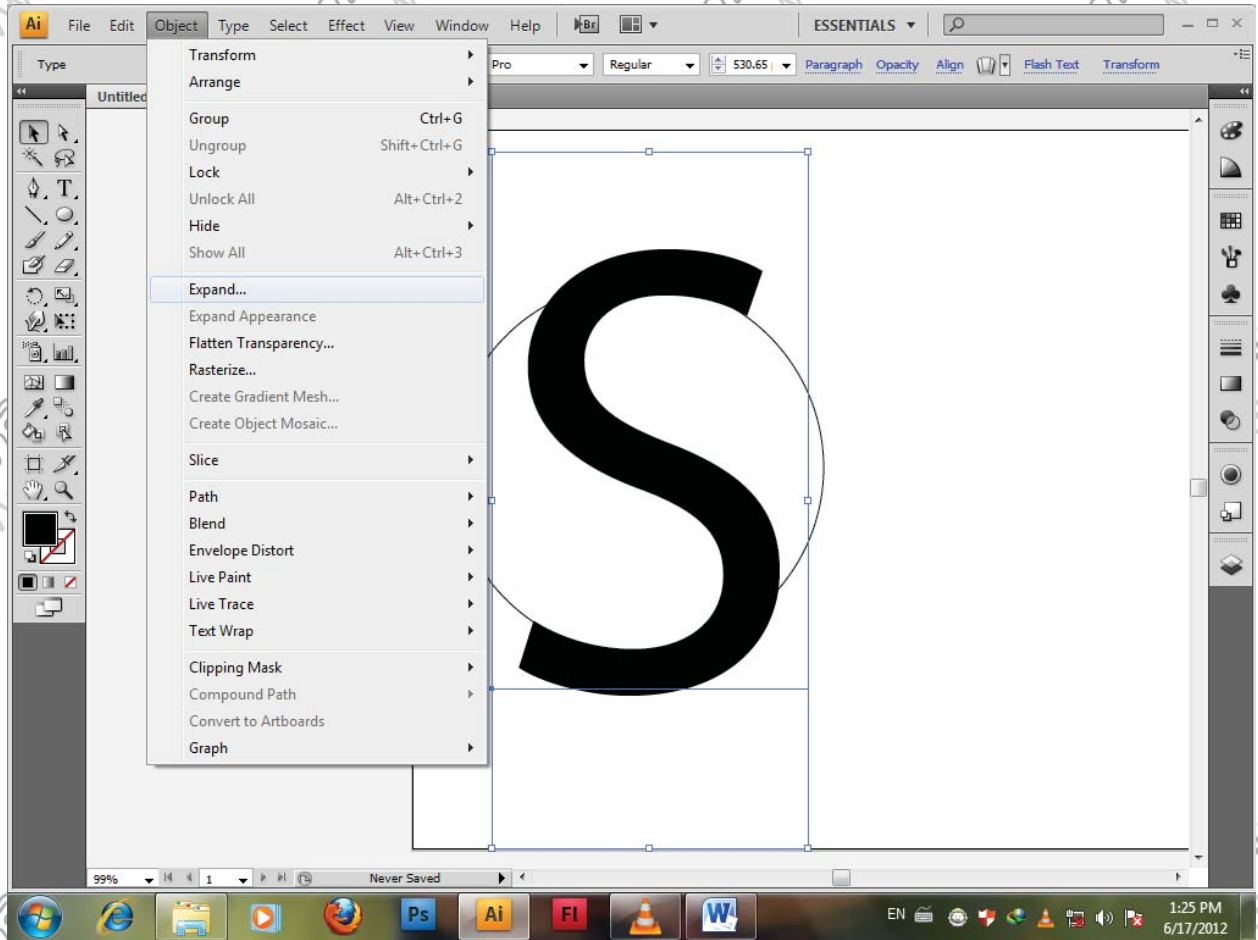 Ai File Edit Object Type Select Effect View Window Help Br ESSENTIALS
Type Pro Regular 530.65 Paragraph Opacity Align Flash Text Transform
Untitled
Transform
Arrange
Group Ctrl+G
Ungroup Shift+Ctrl+G
Lock
Unlock All Alt+Ctrl+2
Hide
Show All Alt+Ctrl+3
Expand...
Expand Appearance
Flatten Transparency...
Rasterize...
Create Gradient Mesh...
Create Object Mosaic...
Slice
Path
Blend
Envelope Distort
Live Paint
Live Trace
Text Wrap
Clipping Mask
Compound Path
Convert to Artboards
Graph
S
99% 1 Never Saved
Ps Ai Fl W EN 1:25 PM
6/17/2012